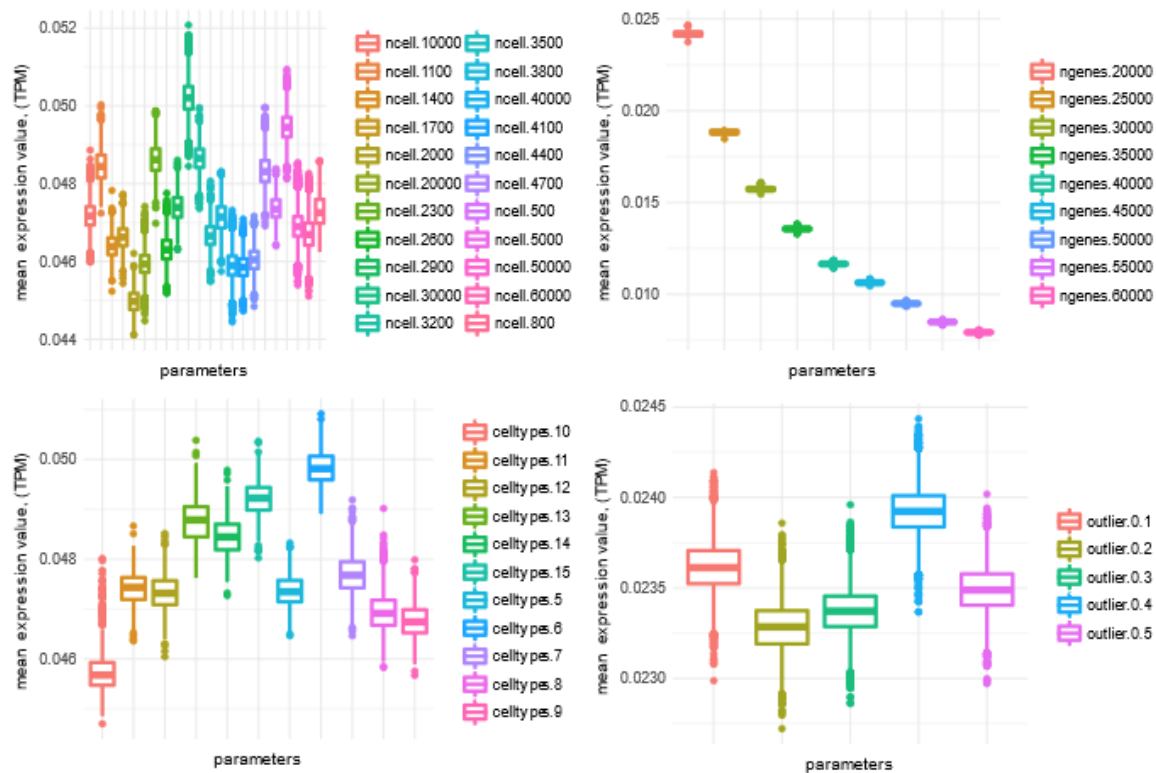 mean expression value, (TPM)
0.052
0.050
0.048
0.046
0.044
parameters
ncell.10000
ncell.1100
ncell.1400
ncell.1700
ncell.2000
ncell.20000
ncell.2300
ncell.2600
ncell.2900
ncell.30000
ncell.3200
ncell.3500
ncell.3800
ncell.40000
ncell.4100
ncell.4400
ncell.4700
ncell.500
ncell.5000
ncell.50000
ncell.60000
ncell.800
mean expression value, (TPM)
0.025
0.020
0.015
0.010
parameters
ngenes.20000
ngenes.25000
ngenes.30000
ngenes.35000
ngenes.40000
ngenes.45000
ngenes.50000
ngenes.55000
ngenes.60000
mean expression value, (TPM)
0.050
0.048
0.046
parameters
celltypes.10
celltypes.11
celltypes.12
celltypes.13
celltypes.14
celltypes.15
celltypes.5
celltypes.6
celltypes.7
celltypes.8
celltypes.9
mean expression value, (TPM)
0.0245
0.0240
0.0235
0.0230
parameters
outlier.0.1
outlier.0.2
outlier.0.3
outlier.0.4
outlier.0.5